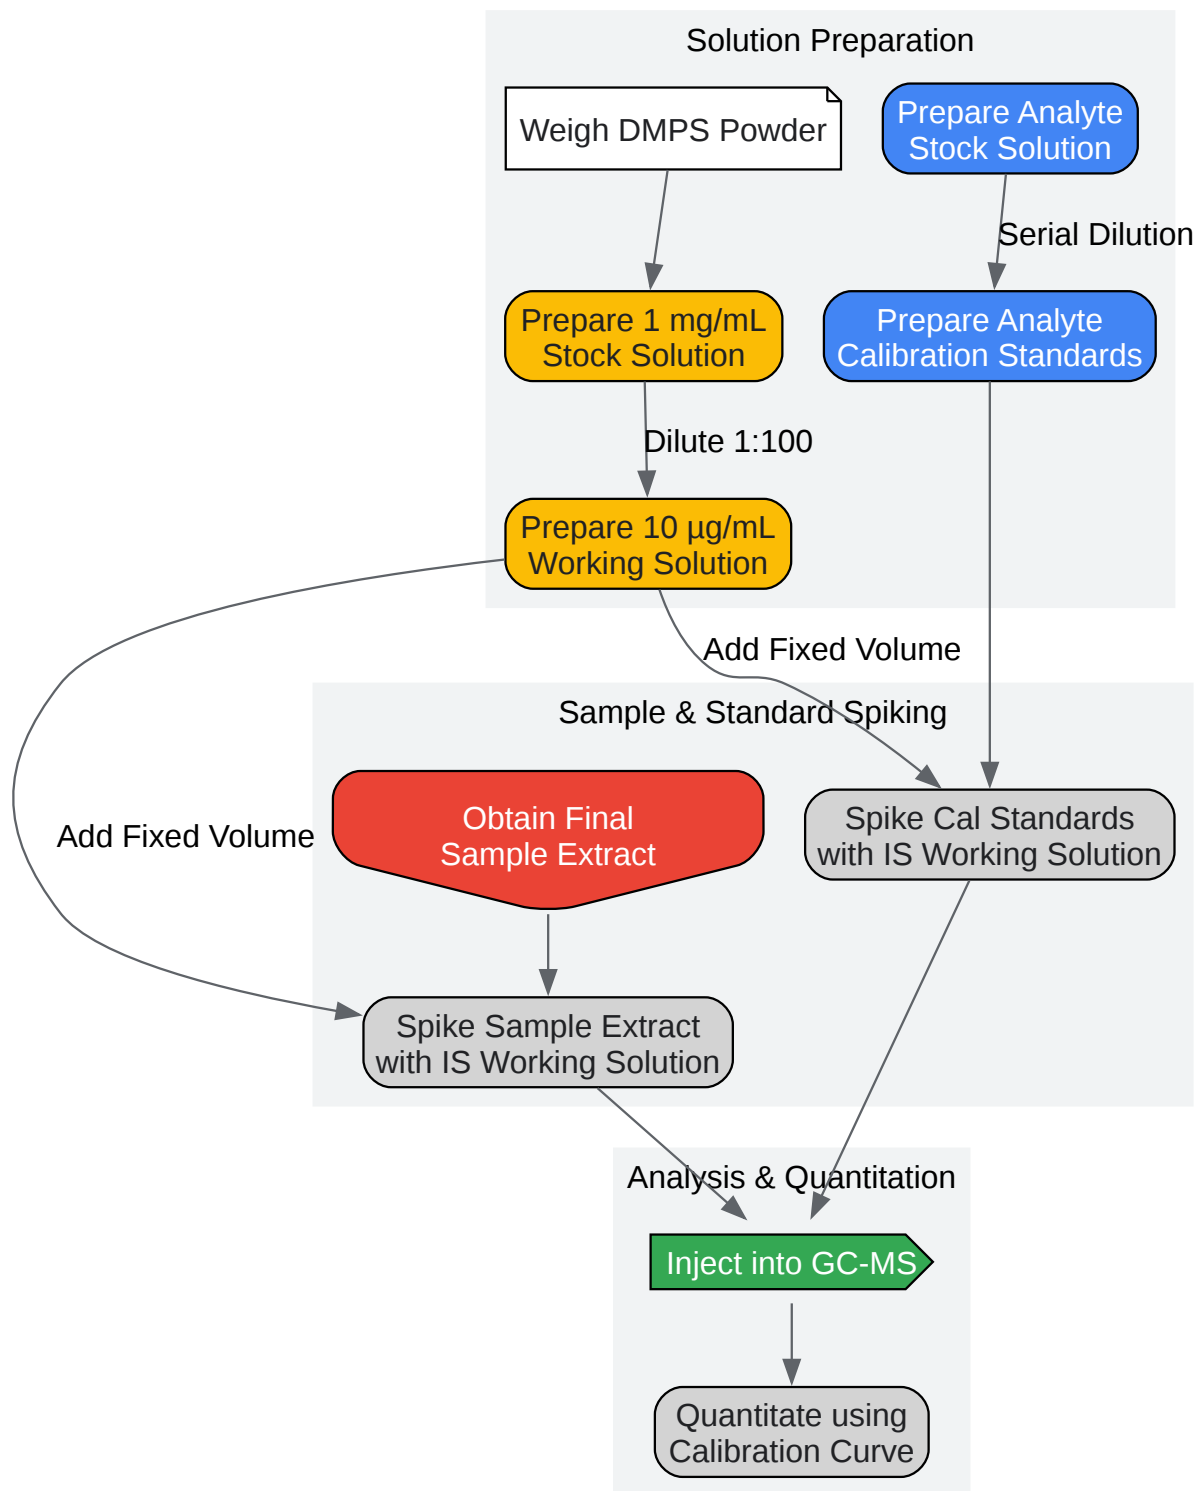 Solution Preparation
Weigh DMPS Powder
Prepare Analyte
Stock Solution
Serial Dilution
Prepare 1 mg/mL
Stock Solution
Prepare Analyte
Calibration Standards
Dilute 1:100
Prepare 10 µg/mL
Working Solution
Add Fixed Volume
Sample & Standard Spiking
Add Fixed Volume
Obtain Final
Sample Extract
Spike Cal Standards
with IS Working Solution
Spike Sample Extract
with IS Working Solution
Analysis & Quantitation
Inject into GC-MS
Quantitate using
Calibration Curve